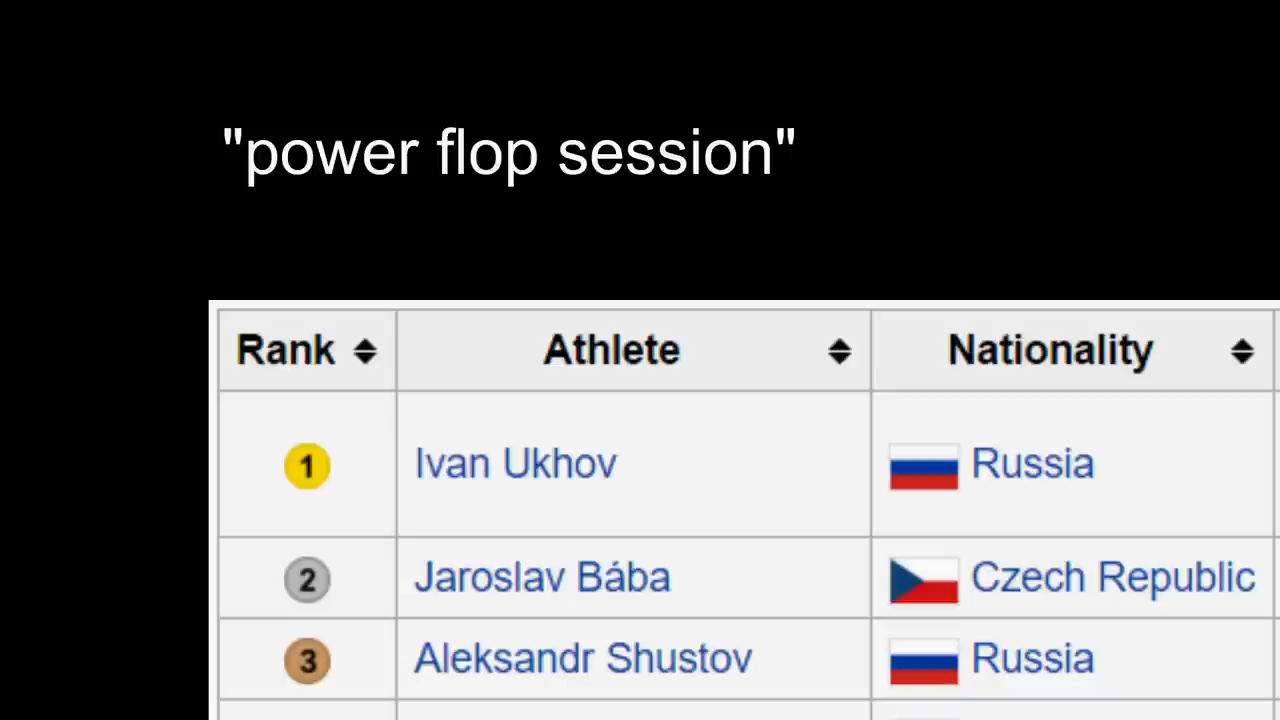 "power flop session"
Rank Athlete Nationality
1 Ivan Ukhov Russia
2 Jaroslav Bába Czech Republic
3 Aleksandr Shustov Russia